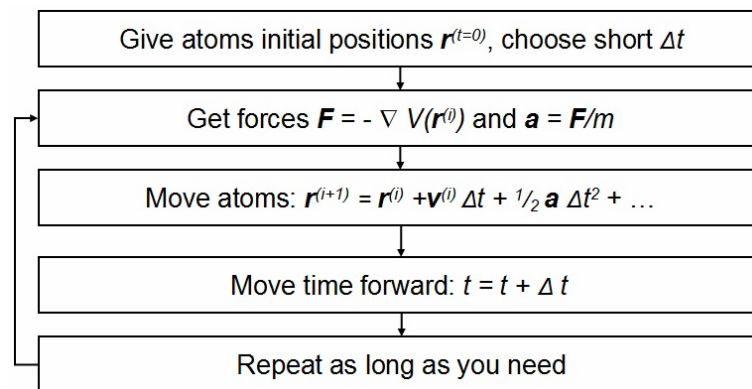 Give atoms initial positions r⁽ᵗ⁼⁰⁾, choose short Δt
Get forces F = - ∇ V(r⁽ⁱ⁾) and a = F/m
Move atoms: r⁽ⁱ⁺¹⁾ = r⁽ⁱ⁾ +v⁽ⁱ⁾ Δt + ¹/₂ a Δt² + …
Move time forward: t = t + Δ t
Repeat as long as you need